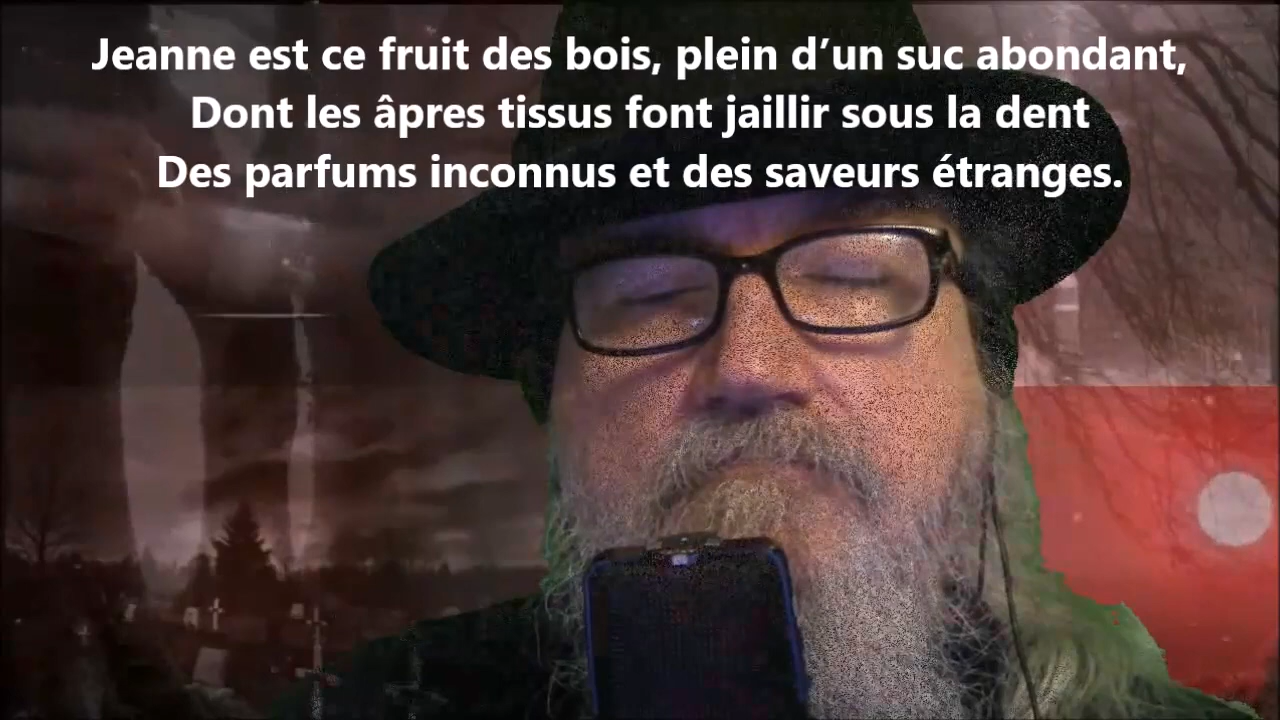 Jeanne est ce fruit des bois, plein d’un suc abondant,
Dont les âpres tissus font jaillir sous la dent
Des parfums inconnus et des saveurs étranges.